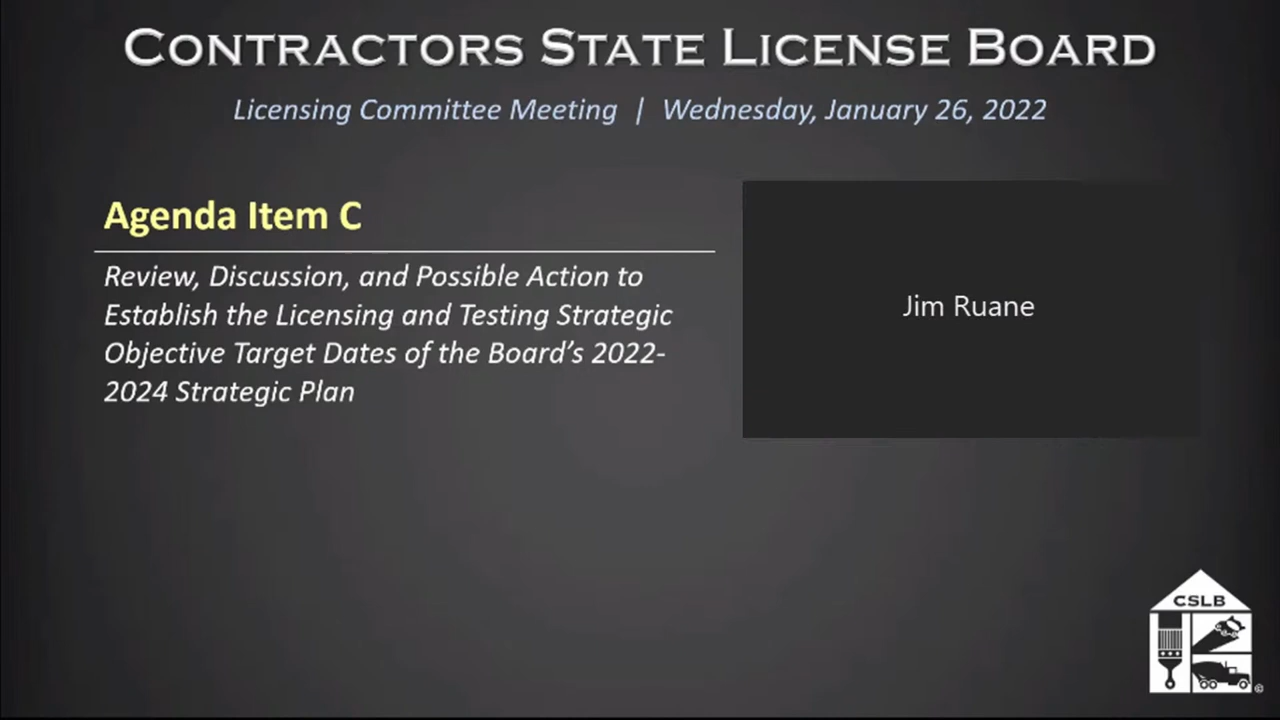 CONTRACTORS STATE LICENSE BOARD
Licensing Committee Meeting | Wednesday, January 26, 2022
Agenda Item C
Review, Discussion, and Possible Action to
Establish the Licensing and Testing Strategic
Objective Target Dates of the Board’s 2022-
2024 Strategic Plan
Jim Ruane
CSLB
©